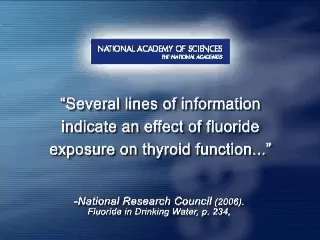 NATIONAL ACADEMY OF SCIENCES
THE NATIONAL ACADEMIES
“Several lines of information
indicate an effect of fluoride
exposure on thyroid function...”
-National Research Council (2006).
Fluoride in Drinking Water, p. 234,